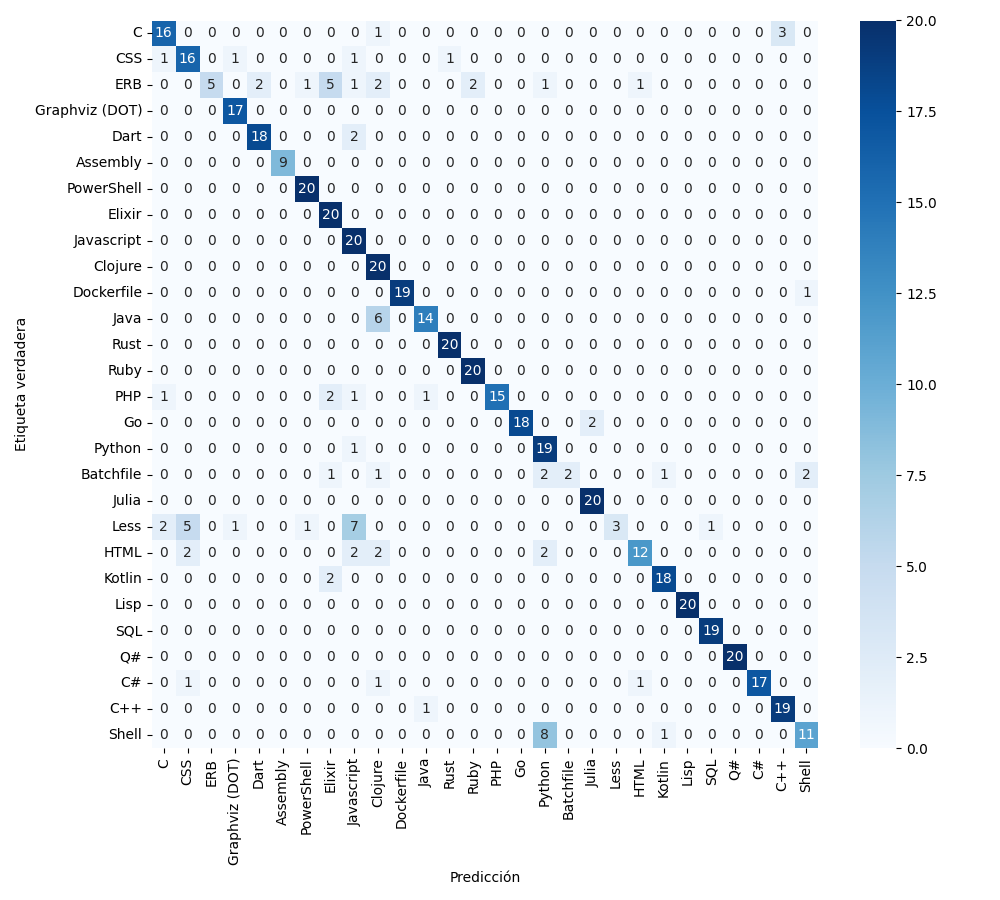 C 16 0 0 0 0 0 0 0 0 1 0 0 0 0 0 0 0 0 0 0 0 0 0 0 0 0 3 0
CSS 1 16 0 1 0 0 0 0 1 0 0 0 1 0 0 0 0 0 0 0 0 0 0 0 0 0 0 0
ERB 0 0 5 0 2 0 1 5 1 2 0 0 0 2 0 0 1 0 0 0 1 0 0 0 0 0 0 0
Graphviz (DOT) 0 0 0 17 0 0 0 0 0 0 0 0 0 0 0 0 0 0 0 0 0 0 0 0 0 0 0 0
Dart 0 0 0 0 18 0 0 0 2 0 0 0 0 0 0 0 0 0 0 0 0 0 0 0 0 0 0 0
Assembly 0 0 0 0 0 9 0 0 0 0 0 0 0 0 0 0 0 0 0 0 0 0 0 0 0 0 0 0
PowerShell 0 0 0 0 0 0 20 0 0 0 0 0 0 0 0 0 0 0 0 0 0 0 0 0 0 0 0 0
Elixir 0 0 0 0 0 0 0 20 0 0 0 0 0 0 0 0 0 0 0 0 0 0 0 0 0 0 0 0
Javascript 0 0 0 0 0 0 0 0 20 0 0 0 0 0 0 0 0 0 0 0 0 0 0 0 0 0 0 0
Clojure 0 0 0 0 0 0 0 0 0 20 0 0 0 0 0 0 0 0 0 0 0 0 0 0 0 0 0 0
Dockerfile 0 0 0 0 0 0 0 0 0 0 19 0 0 0 0 0 0 0 0 0 0 0 0 0 0 0 0 1
Java 0 0 0 0 0 0 0 0 0 6 0 14 0 0 0 0 0 0 0 0 0 0 0 0 0 0 0 0
Rust 0 0 0 0 0 0 0 0 0 0 0 0 20 0 0 0 0 0 0 0 0 0 0 0 0 0 0 0
Ruby 0 0 0 0 0 0 0 0 0 0 0 0 0 20 0 0 0 0 0 0 0 0 0 0 0 0 0 0
PHP 1 0 0 0 0 0 0 2 1 0 0 1 0 0 15 0 0 0 0 0 0 0 0 0 0 0 0 0
Go 0 0 0 0 0 0 0 0 0 0 0 0 0 0 0 18 0 0 2 0 0 0 0 0 0 0 0 0
Python 0 0 0 0 0 0 0 0 1 0 0 0 0 0 0 0 19 0 0 0 0 0 0 0 0 0 0 0
Batchfile 0 0 0 0 0 0 0 1 0 1 0 0 0 0 0 0 2 2 0 0 0 1 0 0 0 0 0 2
Julia 0 0 0 0 0 0 0 0 0 0 0 0 0 0 0 0 0 0 20 0 0 0 0 0 0 0 0 0
Less 2 5 0 1 0 0 1 0 7 0 0 0 0 0 0 0 0 0 0 3 0 0 0 1 0 0 0 0
HTML 0 2 0 0 0 0 0 0 2 2 0 0 0 0 0 0 2 0 0 0 12 0 0 0 0 0 0 0
Kotlin 0 0 0 0 0 0 0 2 0 0 0 0 0 0 0 0 0 0 0 0 0 18 0 0 0 0 0 0
Lisp 0 0 0 0 0 0 0 0 0 0 0 0 0 0 0 0 0 0 0 0 0 0 20 0 0 0 0 0
SQL 0 0 0 0 0 0 0 0 0 0 0 0 0 0 0 0 0 0 0 0 0 0 0 19 0 0 0 0
Q# 0 0 0 0 0 0 0 0 0 0 0 0 0 0 0 0 0 0 0 0 0 0 0 0 20 0 0 0
C# 0 1 0 0 0 0 0 0 0 1 0 0 0 0 0 0 0 0 0 0 1 0 0 0 0 17 0 0
C++ 0 0 0 0 0 0 0 0 0 0 0 1 0 0 0 0 0 0 0 0 0 0 0 0 0 0 19 0
Shell 0 0 0 0 0 0 0 0 0 0 0 0 0 0 0 0 8 0 0 0 0 1 0 0 0 0 0 11
Etiqueta verdadera
C
CSS
ERB
Graphviz (DOT)
Dart
Assembly
PowerShell
Elixir
Javascript
Clojure
Dockerfile
Java
Rust
Ruby
PHP
Go
Python
Batchfile
Julia
Less
HTML
Kotlin
Lisp
SQL
Q#
C#
C++
Shell
Predicción
20.0
17.5
15.0
12.5
10.0
7.5
5.0
2.5
0.0